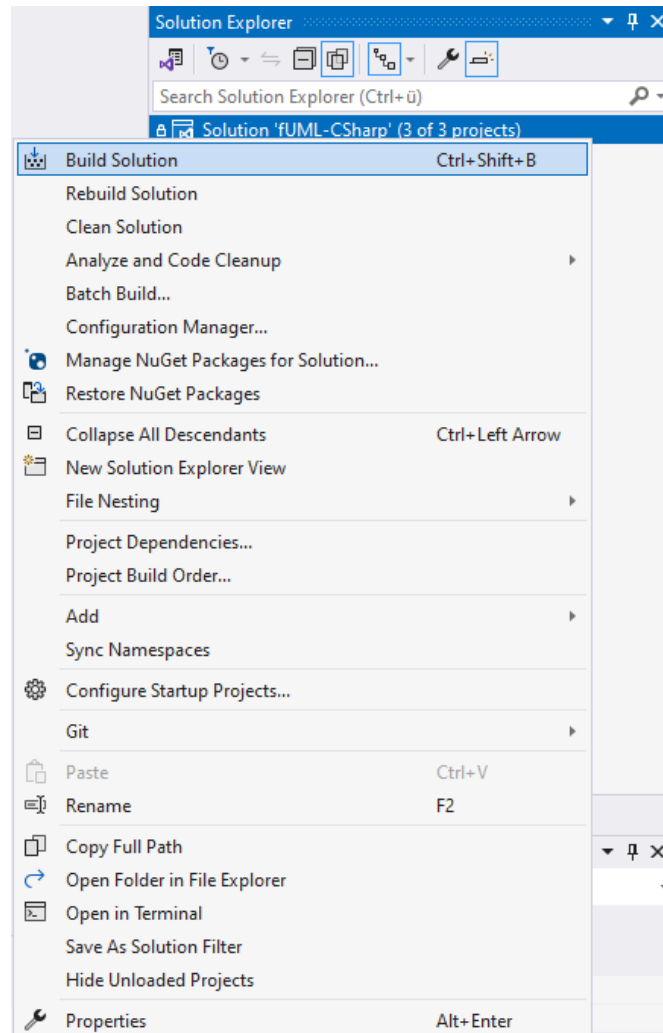 Solution Explorer
Search Solution Explorer (Ctrl+ü)
Solution 'fUML-CSharp' (3 of 3 projects)
Build Solution Ctrl+Shift+B
Rebuild Solution
Clean Solution
Analyze and Code Cleanup
Batch Build...
Configuration Manager...
Manage NuGet Packages for Solution...
Restore NuGet Packages
Collapse All Descendants Ctrl+Left Arrow
New Solution Explorer View
File Nesting
Project Dependencies...
Project Build Order...
Add
Sync Namespaces
Configure Startup Projects...
Git
Paste Ctrl+V
Rename F2
Copy Full Path
Open Folder in File Explorer
Open in Terminal
Save As Solution Filter
Hide Unloaded Projects
Properties Alt+Enter